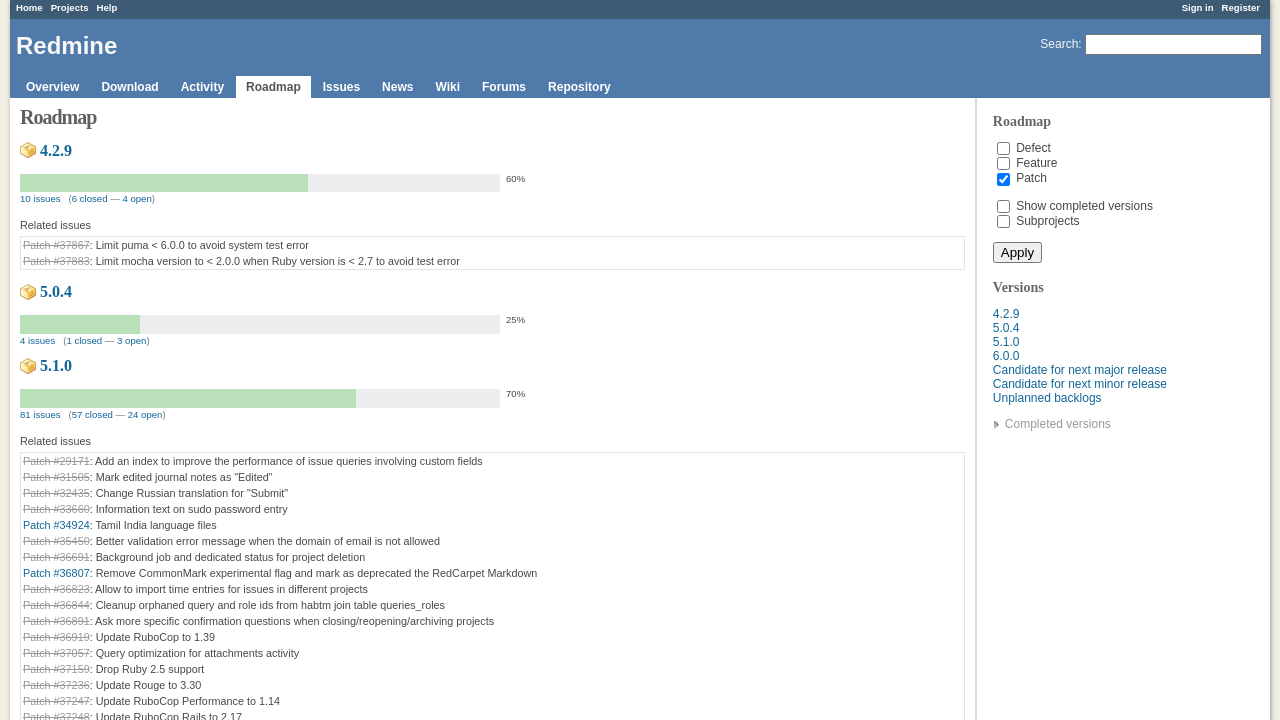 Home Projects Help Sign in Register
Redmine
Search:
Overview Download Activity Roadmap Issues News Wiki Forums Repository
Roadmap
4.2.9
60%
10 issues (6 closed — 4 open)
Related issues
Patch #37867: Limit puma < 6.0.0 to avoid system test error
Patch #37883: Limit mocha version to < 2.0.0 when Ruby version is < 2.7 to avoid test error
5.0.4
25%
4 issues (1 closed — 3 open)
5.1.0
70%
81 issues (57 closed — 24 open)
Related issues
Patch #29171: Add an index to improve the performance of issue queries involving custom fields
Patch #31505: Mark edited journal notes as "Edited"
Patch #32435: Change Russian translation for "Submit"
Patch #33660: Information text on sudo password entry
Patch #34924: Tamil India language files
Patch #35450: Better validation error message when the domain of email is not allowed
Patch #36691: Background job and dedicated status for project deletion
Patch #36807: Remove CommonMark experimental flag and mark as deprecated the RedCarpet Markdown
Patch #36823: Allow to import time entries for issues in different projects
Patch #36844: Cleanup orphaned query and role ids from habtm join table queries_roles
Patch #36891: Ask more specific confirmation questions when closing/reopening/archiving projects
Patch #36919: Update RuboCop to 1.39
Patch #37057: Query optimization for attachments activity
Patch #37159: Drop Ruby 2.5 support
Patch #37236: Update Rouge to 3.30
Patch #37247: Update RuboCop Performance to 1.14
Patch #37248: Update RuboCop Rails to 2.17
Roadmap
Defect
Feature
Patch
Show completed versions
Subprojects
Apply
Versions
4.2.9
5.0.4
5.1.0
6.0.0
Candidate for next major release
Candidate for next minor release
Unplanned backlogs
Completed versions